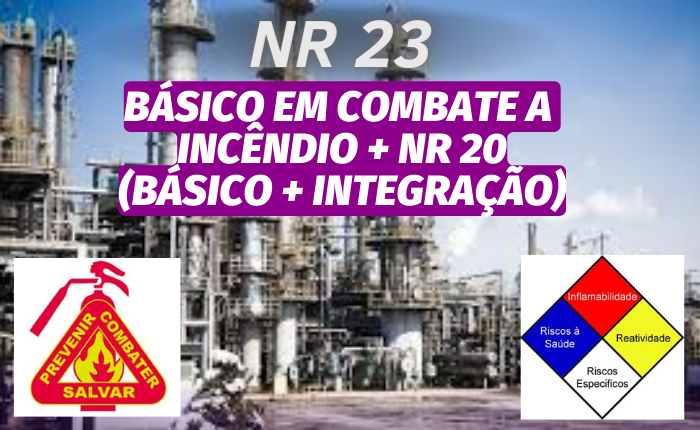 NR 23
BÁSICO EM COMBATE A
INCÊNDIO + NR 20
(BÁSICO + INTEGRAÇÃO)
PREVENIR
COMBATER
SALVAR
Inflamabilidade
Riscos à
Saúde
Reatividade
Riscos
Específicos